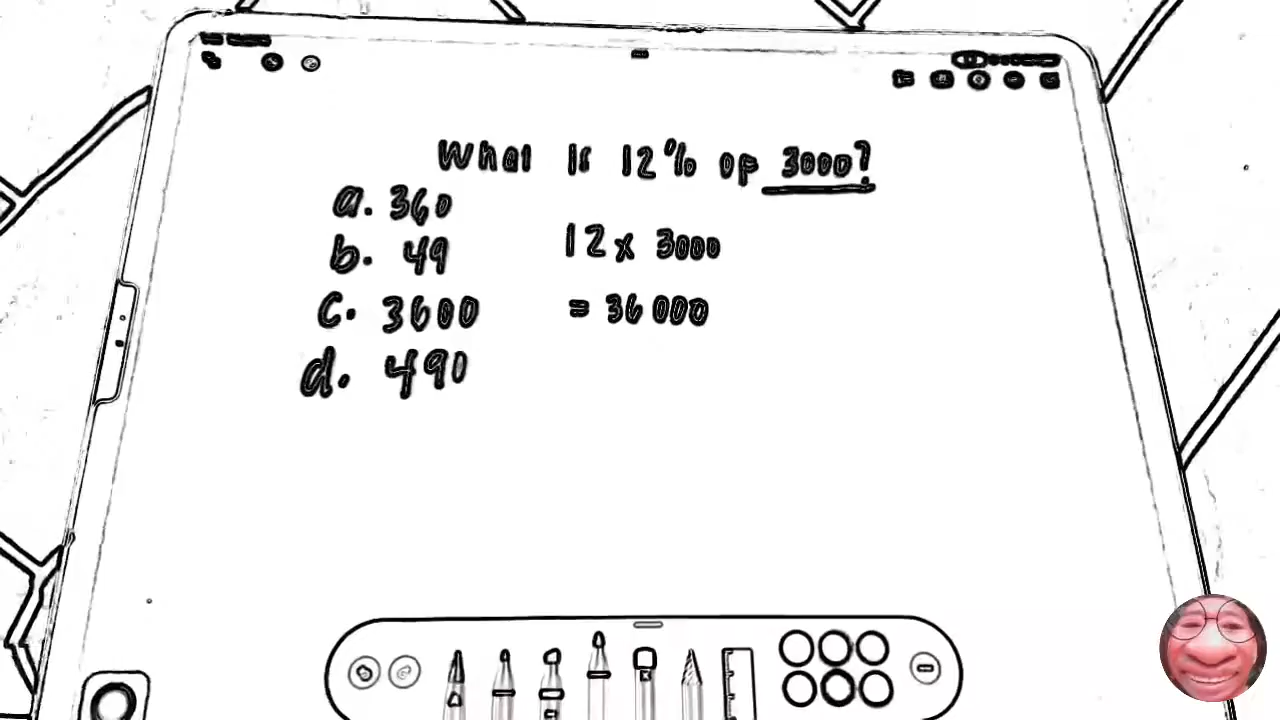 What is 12% of 3000?
a. 360
b. 49
12 x 3000
c. 3600
= 36000
d. 490